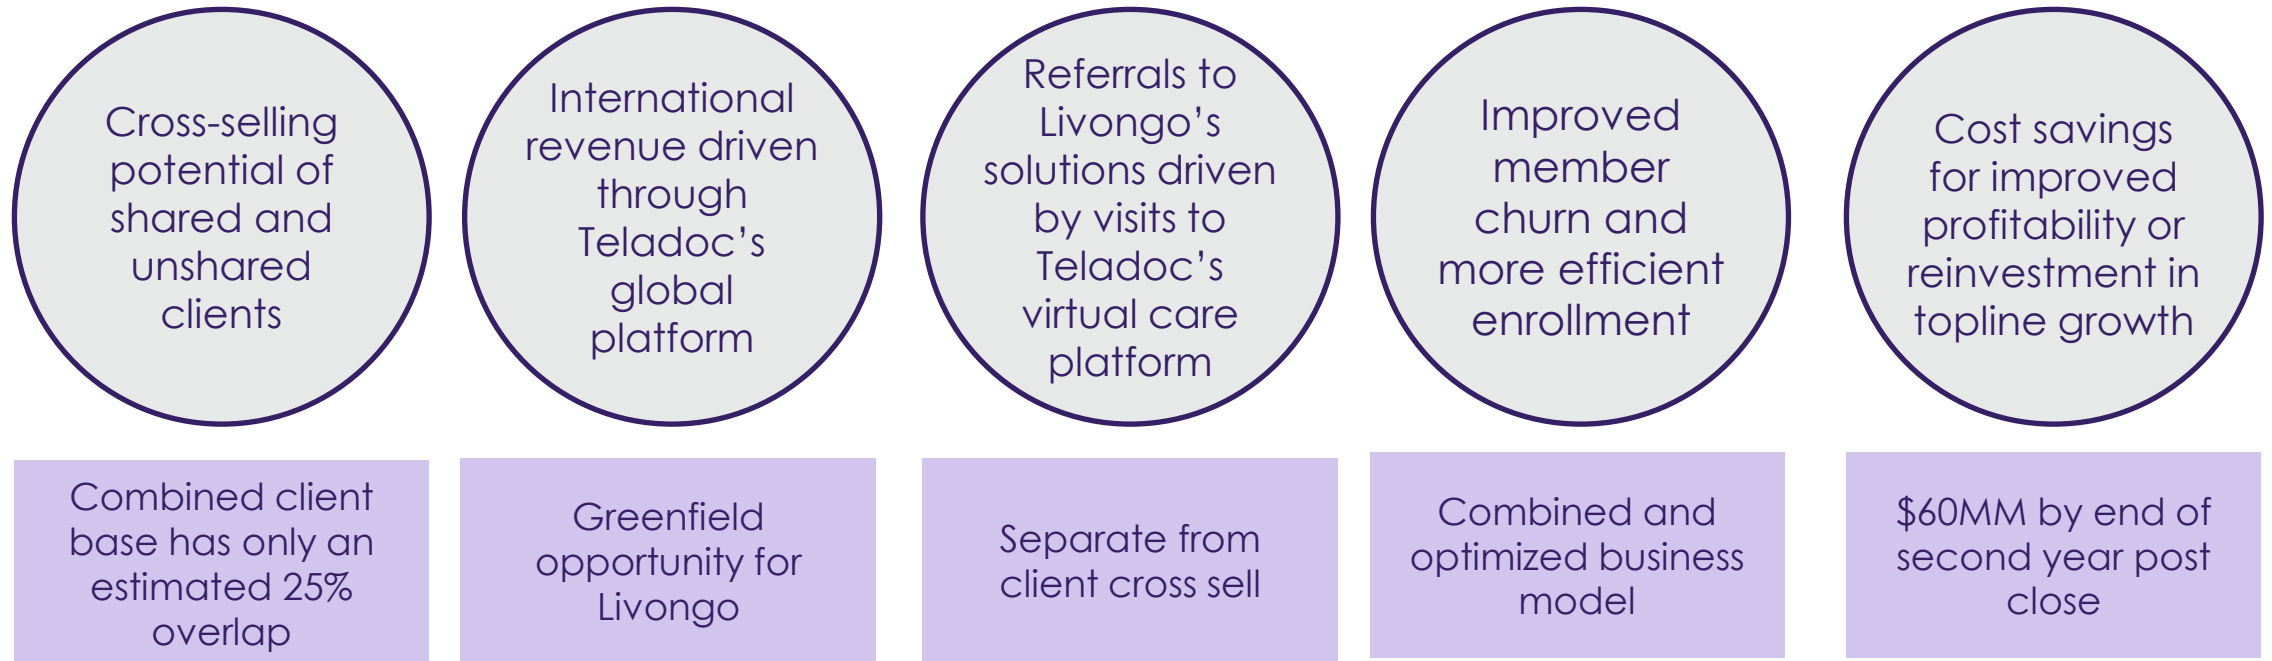 Cross-selling
potential of
shared and
unshared
clients
International
revenue driven
through
Teladoc’s
global
platform
Referrals to
Livongo’s
solutions driven
by visits to
Teladoc’s
virtual care
platform
Improved
member
churn and
more efficient
enrollment
Cost savings
for improved
profitability or
reinvestment in
topline growth
Combined client
base has only an
estimated 25%
overlap
Greenfield
opportunity for
Livongo
Separate from
client cross sell
Combined and
optimized business
model
$60MM by end of
second year post
close